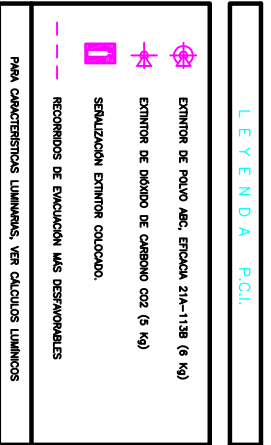 LEYENDA P.C.I.
EXTINTOR DE POLVO ABC, EFICACIA 21A-113B (6 Kg)
EXTINTOR DE DIÓXIDO DE CARBONO CO2 (5 Kg)
SEÑALIZACIÓN EXTINTOR COLOCADO.
RECORRIDOS DE EVACUACIÓN MÁS DESFAVORABLES
PARA CARACTERÍSTICAS LUMINARIAS, VER CÁLCULOS LUMÍNICOS